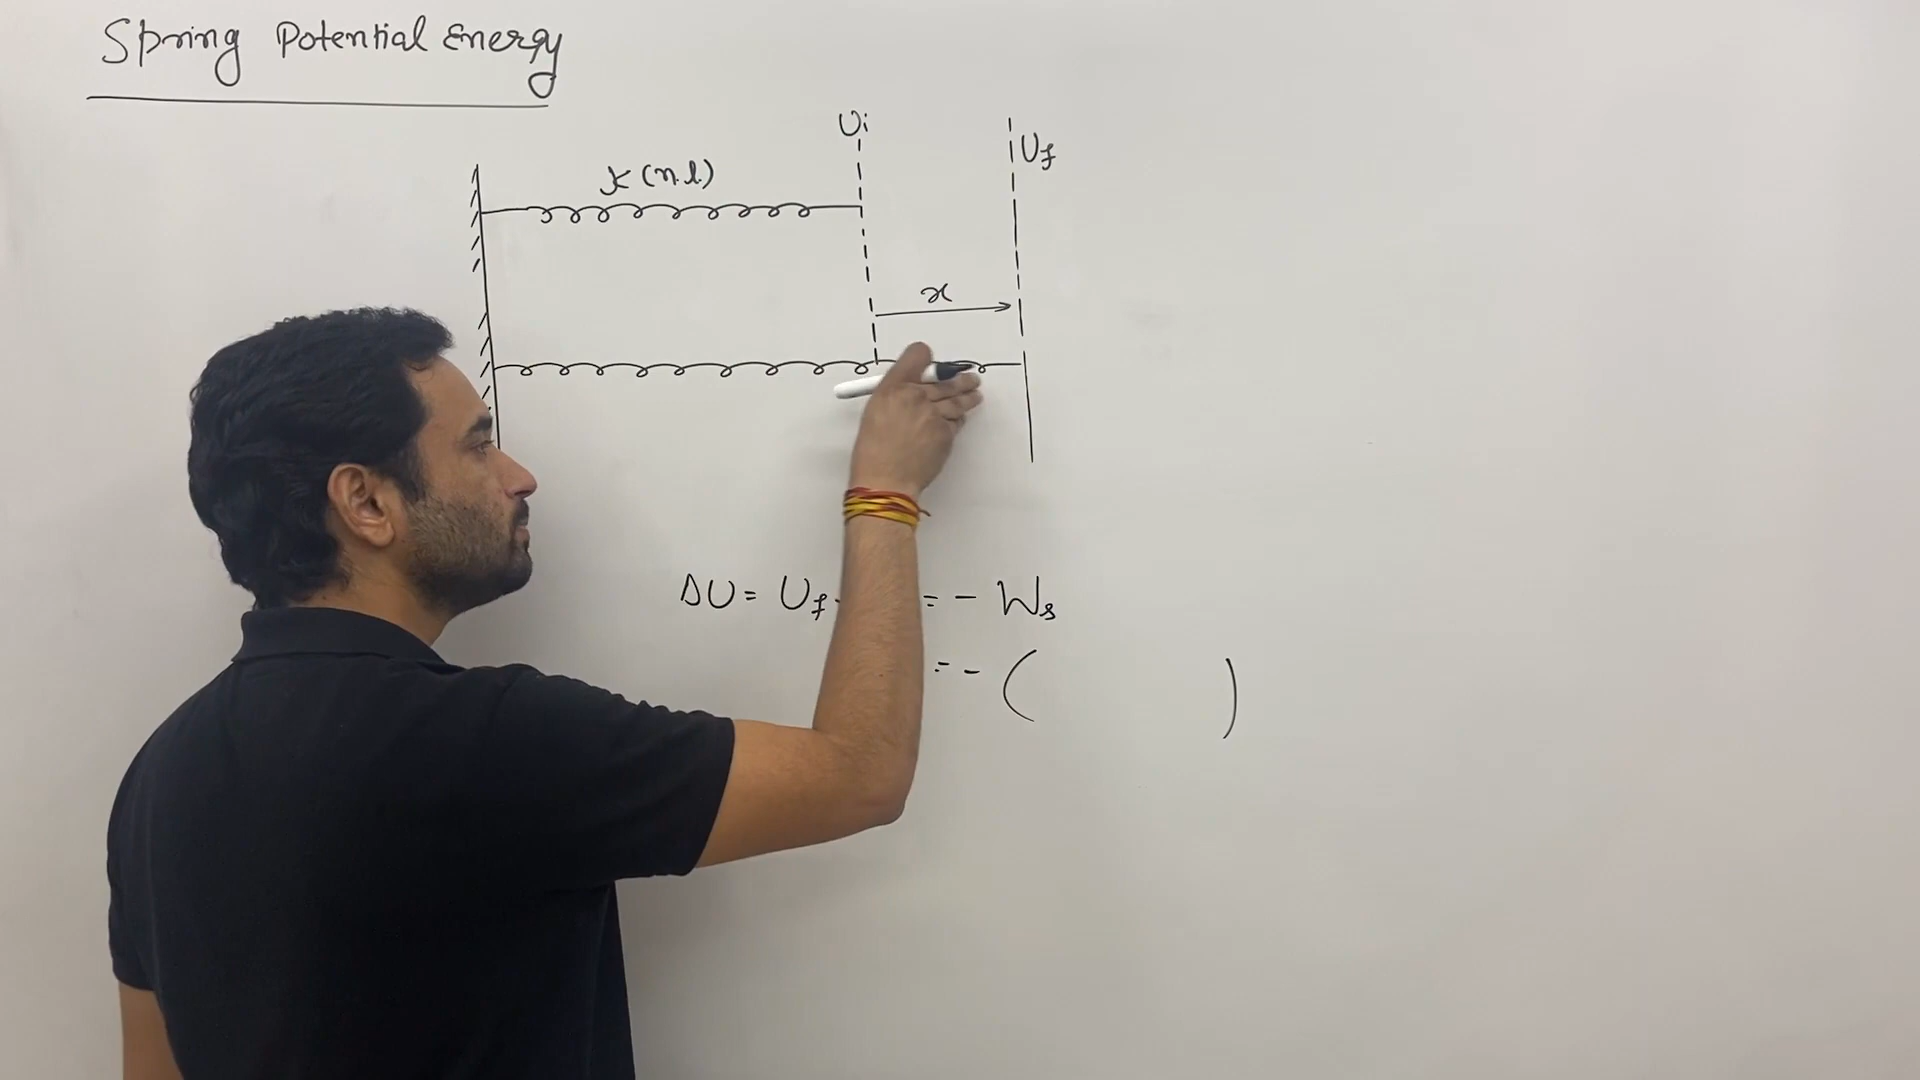 Spring Potential Energy
Ui
Uf
K (n.l.)
x
ΔU = Uf = - Ws
= - ( )